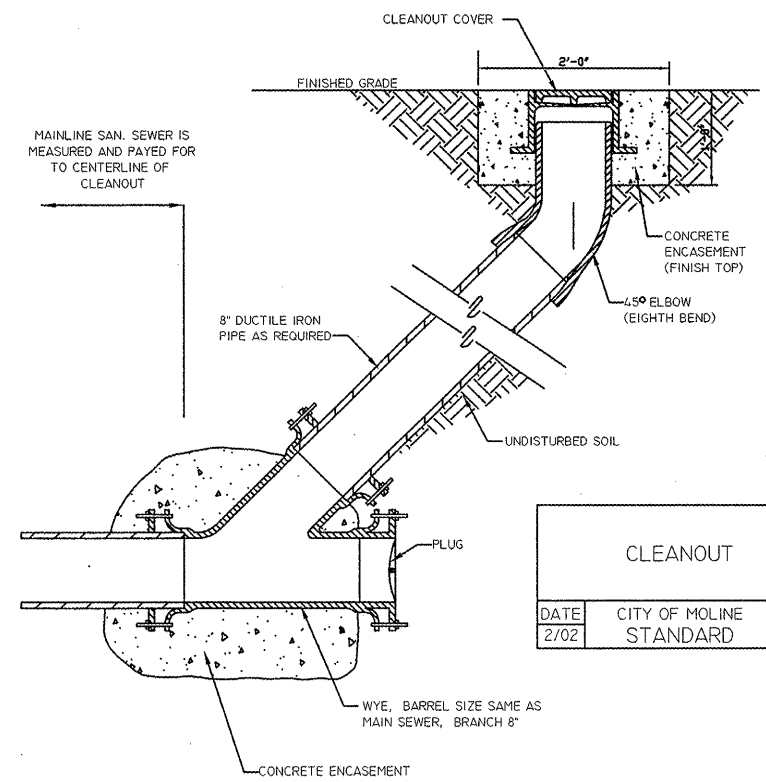 CLEANOUT COVER
2'-0"
FINISHED GRADE
MAINLINE SAN. SEWER IS
MEASURED AND PAYED FOR
TO CENTERLINE OF
CLEANOUT
CONCRETE
ENCASEMENT
(FINISH TOP)
45° ELBOW
(EIGHTH BEND)
8" DUCTILE IRON
PIPE AS REQUIRED
UNDISTURBED SOIL
PLUG
CLEANOUT
DATE
2/02
CITY OF MOLINE
STANDARD
WYE, BARREL SIZE SAME AS
MAIN SEWER, BRANCH 8"
CONCRETE ENCASEMENT